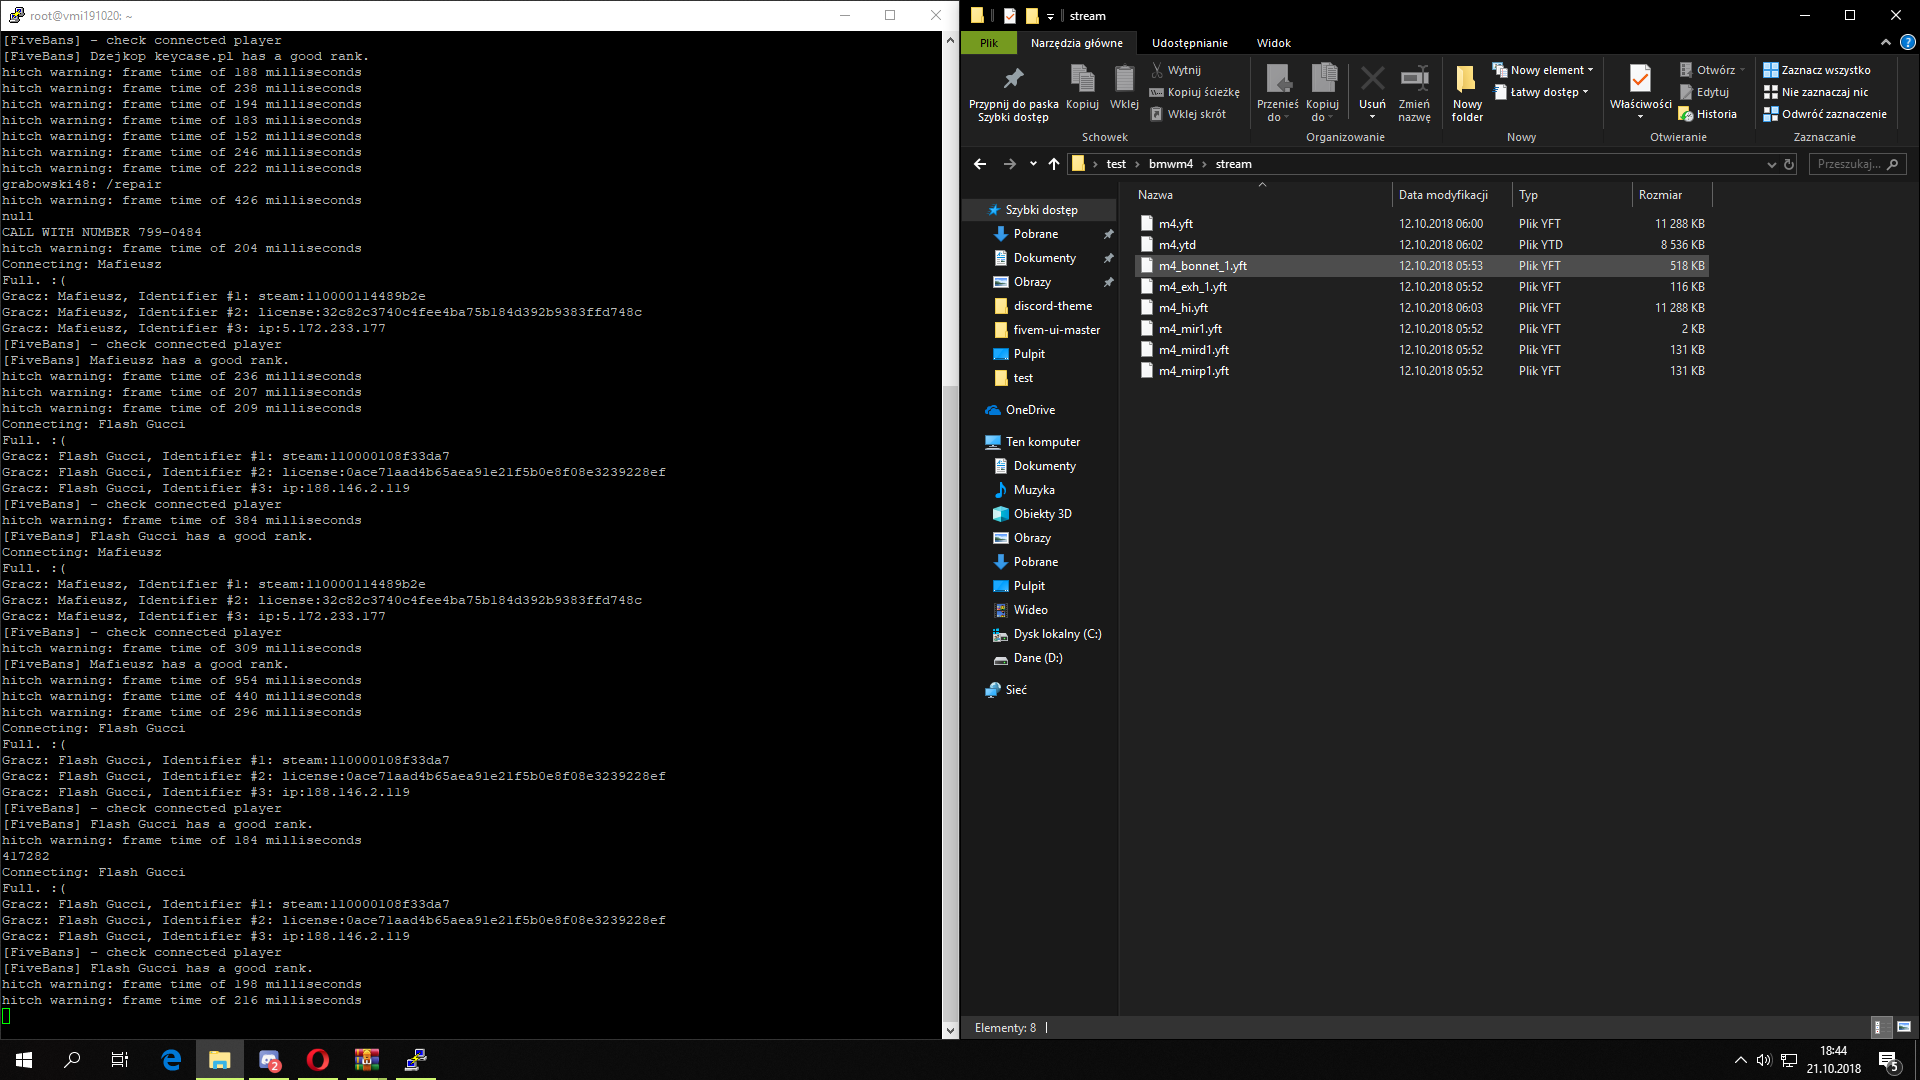 root@vmi191020: ~
[FiveBans] - check connected player
[FiveBans] Dzejkop keycase.pl has a good rank.
hitch warning: frame time of 188 milliseconds
hitch warning: frame time of 238 milliseconds
hitch warning: frame time of 194 milliseconds
hitch warning: frame time of 183 milliseconds
hitch warning: frame time of 152 milliseconds
hitch warning: frame time of 246 milliseconds
hitch warning: frame time of 222 milliseconds
grabowski48: /repair
hitch warning: frame time of 426 milliseconds
null
CALL WITH NUMBER 799-0484
hitch warning: frame time of 204 milliseconds
Connecting: Mafieusz
Full. :(
Gracz: Mafieusz, Identifier #1: steam:110000114489b2e
Gracz: Mafieusz, Identifier #2: license:32c82c3740c4fee4ba75b184d392b9383ffd748c
Gracz: Mafieusz, Identifier #3: ip:5.172.233.177
[FiveBans] - check connected player
[FiveBans] Mafieusz has a good rank.
hitch warning: frame time of 236 milliseconds
hitch warning: frame time of 207 milliseconds
hitch warning: frame time of 209 milliseconds
Connecting: Flash Gucci
Full. :(
Gracz: Flash Gucci, Identifier #1: steam:110000108f33da7
Gracz: Flash Gucci, Identifier #2: license:0ace71aad4b65aea91e21f5b0e8f08e3239228ef
Gracz: Flash Gucci, Identifier #3: ip:188.146.2.119
[FiveBans] - check connected player
hitch warning: frame time of 384 milliseconds
[FiveBans] Flash Gucci has a good rank.
Connecting: Mafieusz
Full. :(
Gracz: Mafieusz, Identifier #1: steam:110000114489b2e
Gracz: Mafieusz, Identifier #2: license:32c82c3740c4fee4ba75b184d392b9383ffd748c
Gracz: Mafieusz, Identifier #3: ip:5.172.233.177
[FiveBans] - check connected player
hitch warning: frame time of 309 milliseconds
[FiveBans] Mafieusz has a good rank.
hitch warning: frame time of 954 milliseconds
hitch warning: frame time of 440 milliseconds
hitch warning: frame time of 296 milliseconds
Connecting: Flash Gucci
Full. :(
Gracz: Flash Gucci, Identifier #1: steam:110000108f33da7
Gracz: Flash Gucci, Identifier #2: license:0ace71aad4b65aea91e21f5b0e8f08e3239228ef
Gracz: Flash Gucci, Identifier #3: ip:188.146.2.119
[FiveBans] - check connected player
[FiveBans] Flash Gucci has a good rank.
hitch warning: frame time of 184 milliseconds
417282
Connecting: Flash Gucci
Full. :(
Gracz: Flash Gucci, Identifier #1: steam:110000108f33da7
Gracz: Flash Gucci, Identifier #2: license:0ace71aad4b65aea91e21f5b0e8f08e3239228ef
Gracz: Flash Gucci, Identifier #3: ip:188.146.2.119
[FiveBans] - check connected player
[FiveBans] Flash Gucci has a good rank.
hitch warning: frame time of 198 milliseconds
hitch warning: frame time of 216 milliseconds
stream
Plik Narzędzia główne Udostępnianie Widok
Przypnij do paska Szybki dostęp
Kopiuj
Wklej
Wytnij
Kopiuj ścieżkę
Wklej skrót
Schowek
Przenieś do
Kopiuj do
Usuń
Zmień nazwę
Organizowanie
Nowy folder
Nowy element
Łatwy dostęp
Nowy
Właściwości
Otwórz
Edytuj
Historia
Otwieranie
Zaznacz wszystko
Nie zaznaczaj nic
Odwróć zaznaczenie
Zaznaczanie
test › bmwm4 › stream
Przeszukaj...
Szybki dostęp
Pobrane
Dokumenty
Obrazy
discord-theme
fivem-ui-master
Pulpit
test
OneDrive
Ten komputer
Dokumenty
Muzyka
Obiekty 3D
Obrazy
Pobrane
Pulpit
Wideo
Dysk lokalny (C:)
Dane (D:)
Sieć
Nazwa Data modyfikacji Typ Rozmiar
m4.yft 12.10.2018 06:00 Plik YFT 11 288 KB
m4.ytd 12.10.2018 06:02 Plik YTD 8 536 KB
m4_bonnet_1.yft 12.10.2018 05:53 Plik YFT 518 KB
m4_exh_1.yft 12.10.2018 05:52 Plik YFT 116 KB
m4_hi.yft 12.10.2018 06:03 Plik YFT 11 288 KB
m4_mir1.yft 12.10.2018 05:52 Plik YFT 2 KB
m4_mird1.yft 12.10.2018 05:52 Plik YFT 131 KB
m4_mirp1.yft 12.10.2018 05:52 Plik YFT 131 KB
Elementy: 8
2
18:44
21.10.2018
5